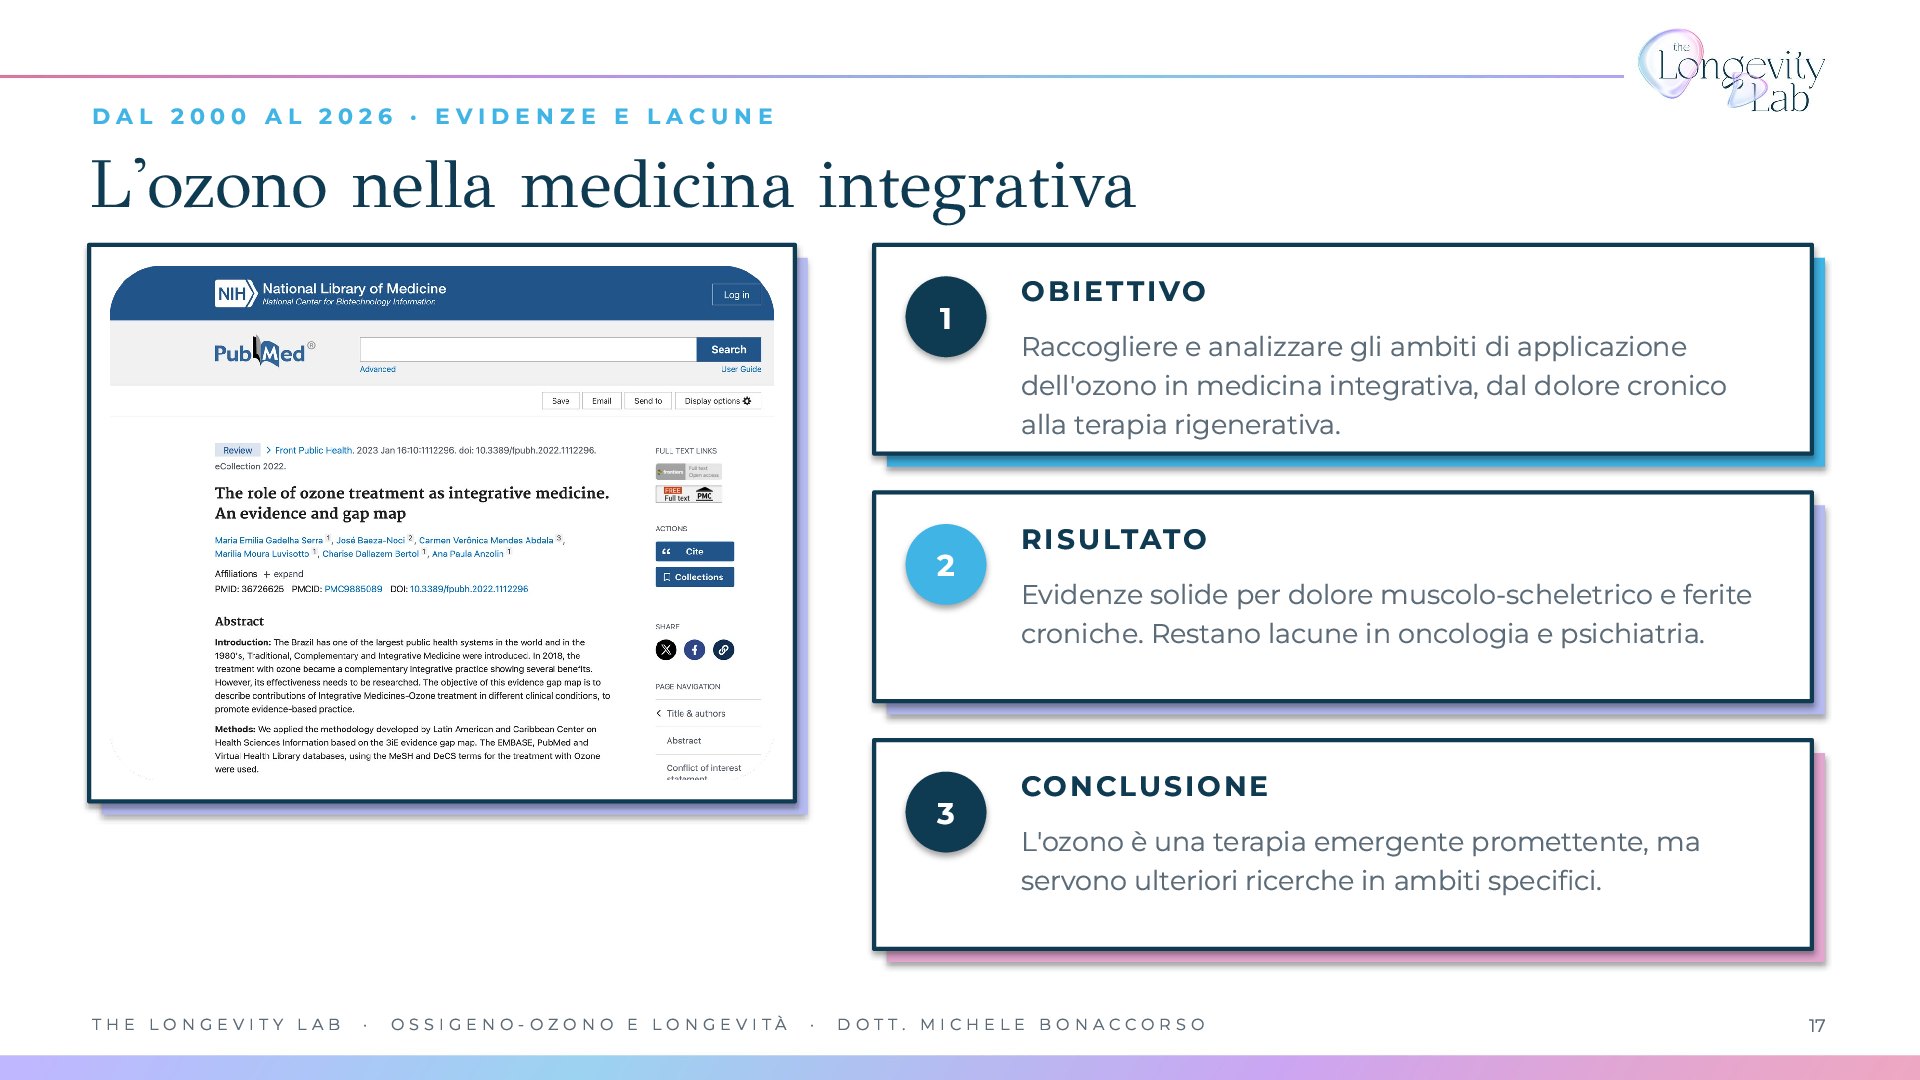 the
Longevity
Lab
DAL 2000 AL 2026 · EVIDENZE E LACUNE
L’ozono nella medicina integrativa
NIH
National Library of Medicine
National Center for Biotechnology Information
Log in
PubMed®
Search
Advanced
User Guide
Save
Email
Send to
Display options
Review
> Front Public Health. 2023 Jan 16:10:1112296. doi: 10.3389/fpubh.2022.1112296.
eCollection 2022.
The role of ozone treatment as integrative medicine.
An evidence and gap map
Maria Emilia Gadelha Serra 1, José Baeza-Noci 2, Carmen Verônica Mendes Abdala 3,
Marilia Moura Luvisotto 1, Charise Dallazem Bertol 1, Ana Paula Anzolin 1
Affiliations + expand
PMID: 36726625 PMCID: PMC9885089 DOI: 10.3389/fpubh.2022.1112296
Abstract
Introduction: The Brazil has one of the largest public health systems in the world and in the
1980's, Traditional, Complementary and Integrative Medicine were introduced. In 2018, the
treatment with ozone became a complementary integrative practice showing several benefits.
However, its effectiveness needs to be researched. The objective of this evidence gap map is to
describe contributions of Integrative Medicines-Ozone treatment in different clinical conditions, to
promote evidence-based practice.
Methods: We applied the methodology developed by Latin American and Caribbean Center on
Health Sciences Information based on the 3iE evidence gap map. The EMBASE, PubMed and
Virtual Health Library databases, using the MeSH and DeCS terms for the treatment with Ozone
were used.
FULL TEXT LINKS
frontiers
Full text
Open access
FREE
Full text
PMC
ACTIONS
Cite
Collections
SHARE
PAGE NAVIGATION
Title & authors
Abstract
Conflict of interest
statement
1
OBIETTIVO
Raccogliere e analizzare gli ambiti di applicazione
dell'ozono in medicina integrativa, dal dolore cronico
alla terapia rigenerativa.
2
RISULTATO
Evidenze solide per dolore muscolo-scheletrico e ferite
croniche. Restano lacune in oncologia e psichiatria.
3
CONCLUSIONE
L'ozono è una terapia emergente promettente, ma
servono ulteriori ricerche in ambiti specifici.
THE LONGEVITY LAB · OSSIGENO-OZONO E LONGEVITÀ · DOTT. MICHELE BONACCORSO
17